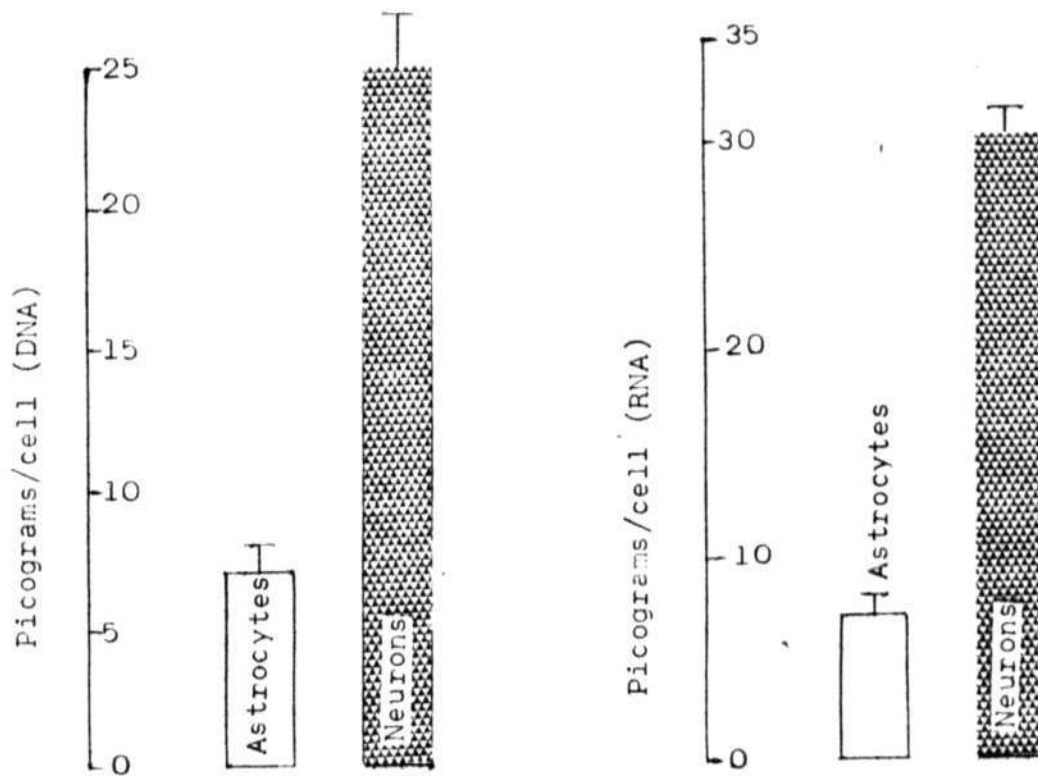 Picograms/cell (DNA)
25
20
15
10
5
0
Astrocytes
Neurons
Picograms/cell (RNA)
35
30
20
10
0
Astrocytes
Neurons